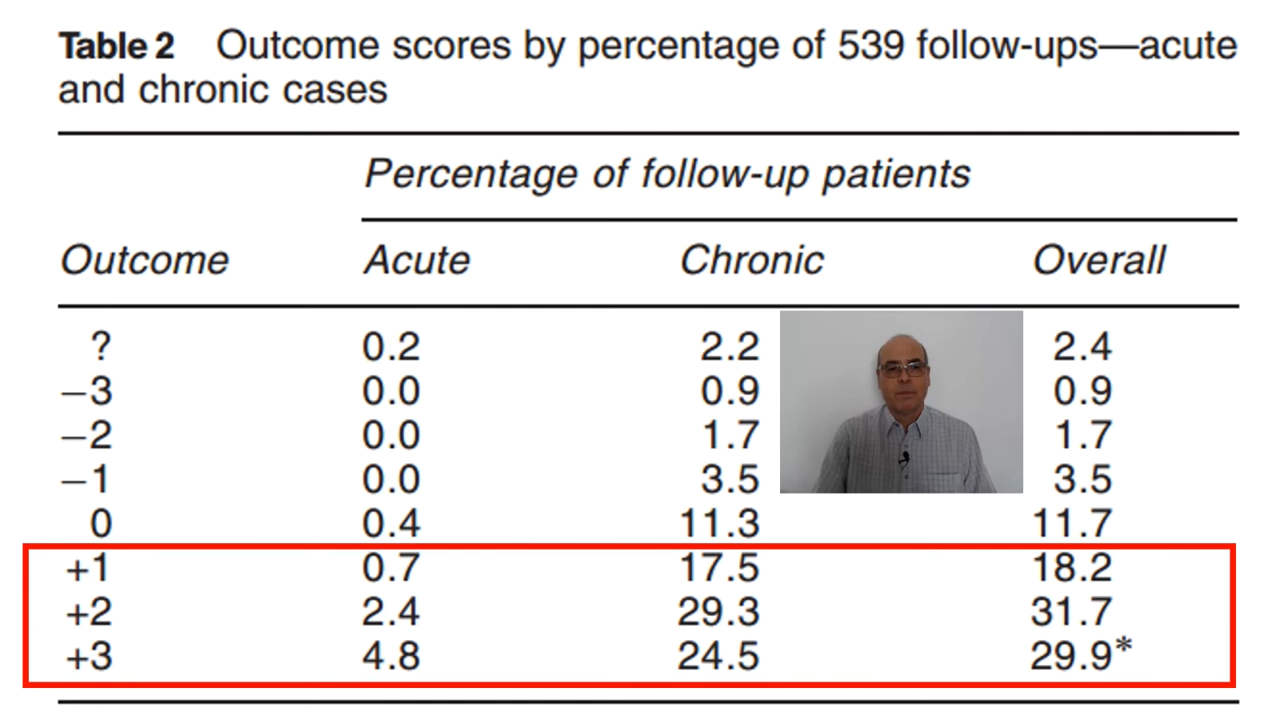 Table 2 Outcome scores by percentage of 539 follow-ups—acute
and chronic cases
Percentage of follow-up patients
Outcome Acute Chronic Overall
? 0.2 2.2 2.4
−3 0.0 0.9 0.9
−2 0.0 1.7 1.7
−1 0.0 3.5 3.5
0 0.4 11.3 11.7
+1 0.7 17.5 18.2
+2 2.4 29.3 31.7
+3 4.8 24.5 29.9*